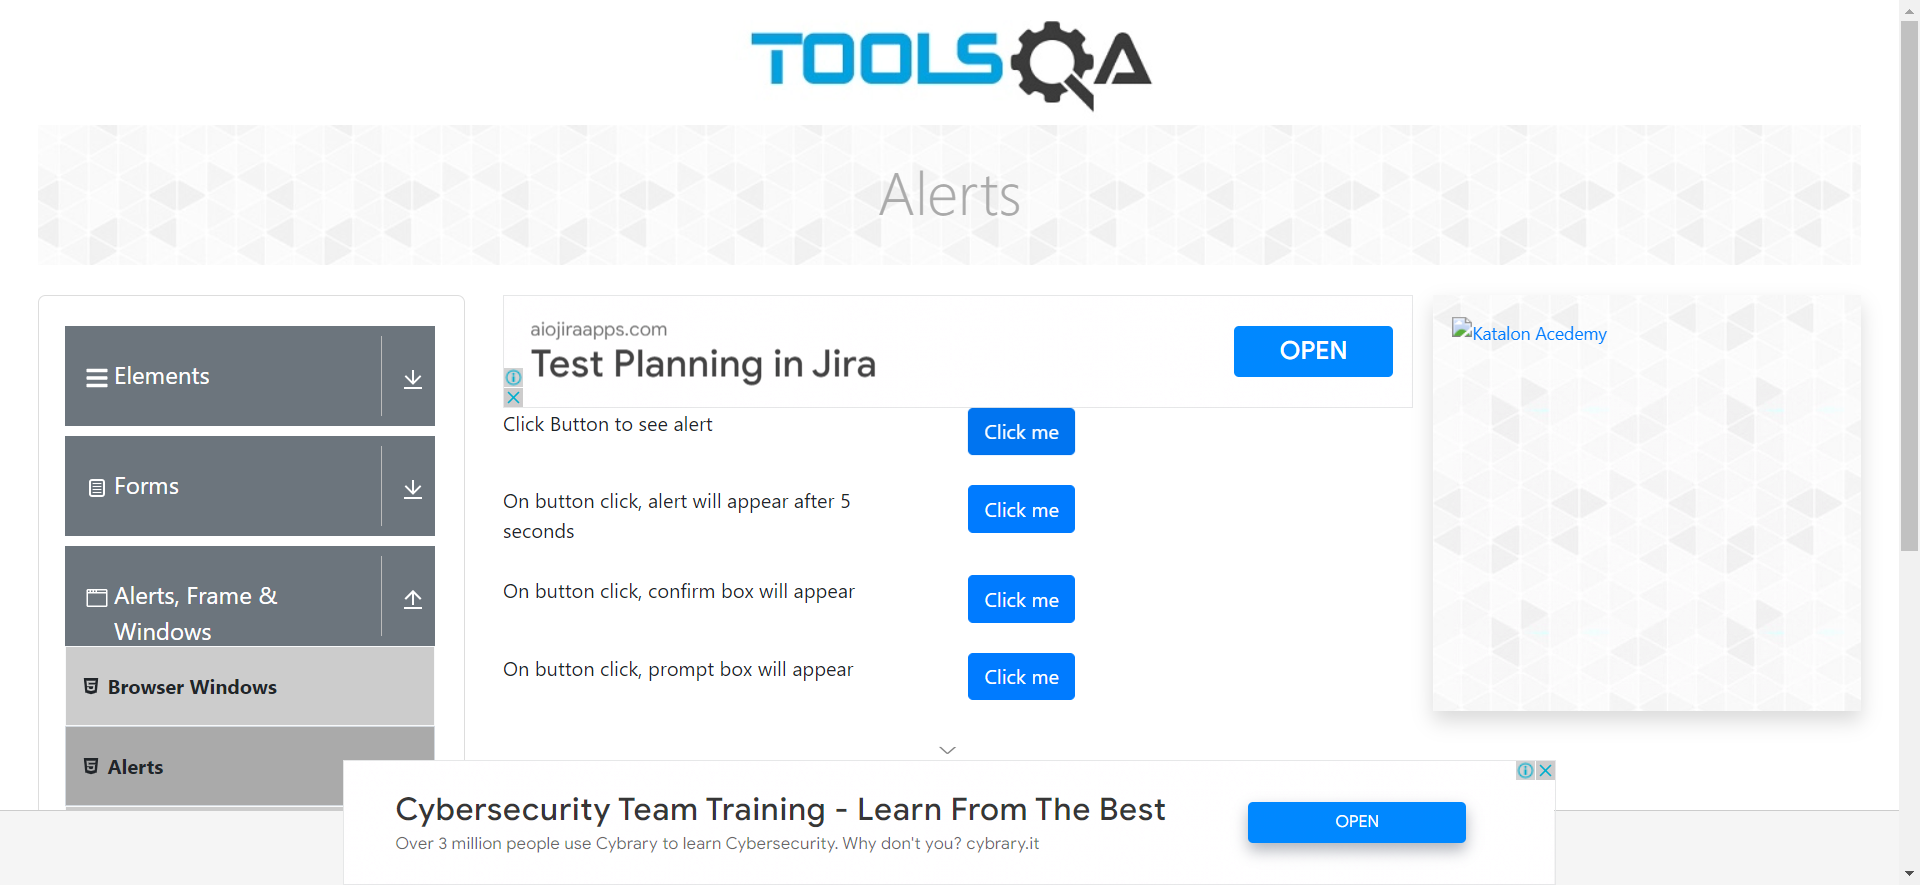 TOOLSQA
Alerts
Elements
Forms
Alerts, Frame &
Windows
Browser Windows
Alerts
aiojiraapps.com
Test Planning in Jira
OPEN
Click Button to see alert
Click me
On button click, alert will appear after 5
seconds
Click me
On button click, confirm box will appear
Click me
On button click, prompt box will appear
Click me
Katalon Acedemy
Cybersecurity Team Training - Learn From The Best
Over 3 million people use Cybrary to learn Cybersecurity. Why don't you? cybrary.it
OPEN